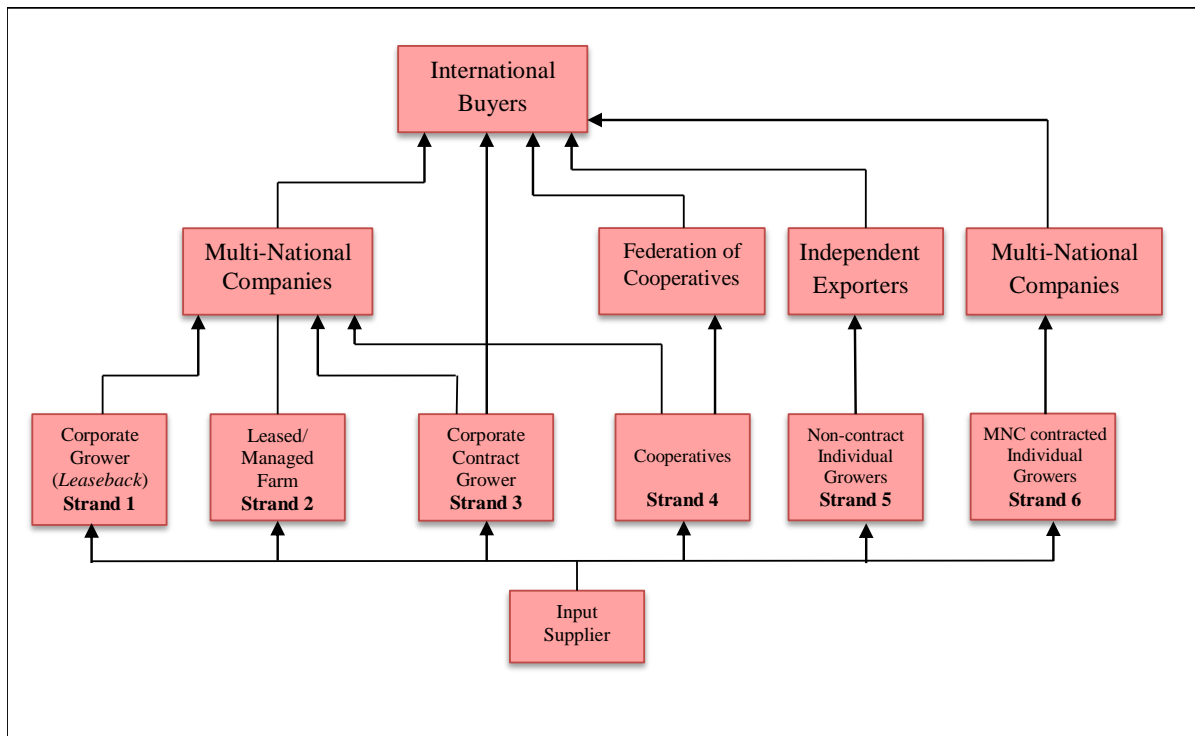 International
Buyers
Multi-National
Companies
Federation of
Cooperatives
Independent
Exporters
Multi-National
Companies
Corporate
Grower
(Leaseback)
Strand 1
Leased/
Managed
Farm
Strand 2
Corporate
Contract
Grower
Strand 3
Cooperatives
Strand 4
Non-contract
Individual
Growers
Strand 5
MNC contracted
Individual
Growers
Strand 6
Input
Supplier